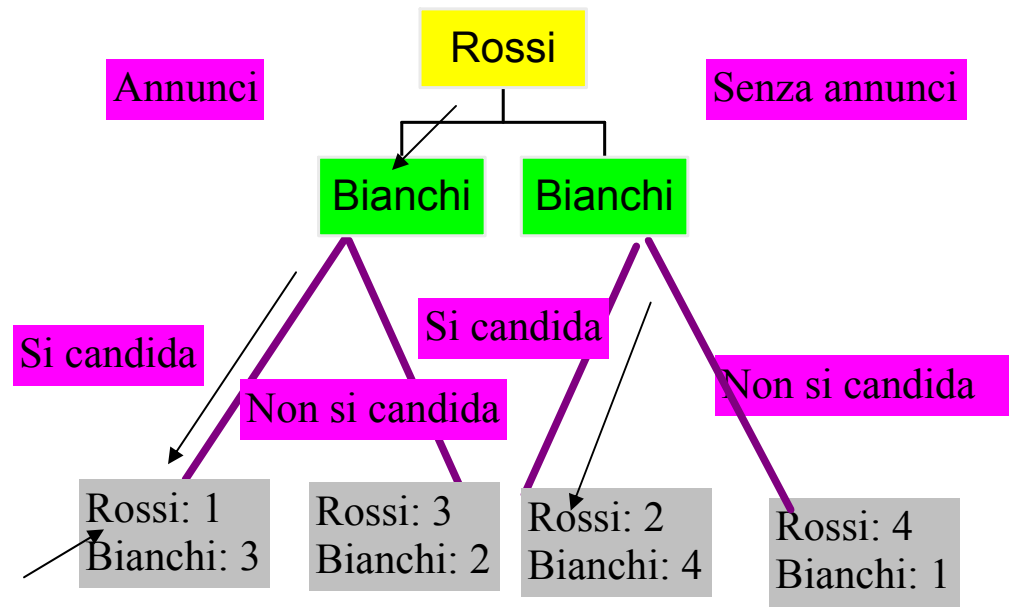 Rossi
Annunci
Senza annunci
Bianchi
Bianchi
Si candida
Non si candida
Si candida
Non si candida
Rossi: 1
Bianchi: 3
Rossi: 3
Bianchi: 2
Rossi: 2
Bianchi: 4
Rossi: 4
Bianchi: 1